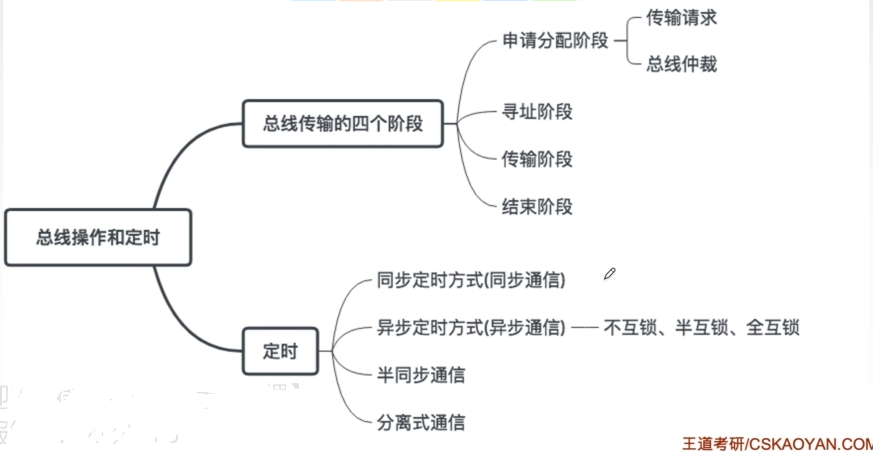 传输请求
申请分配阶段
总线仲裁
总线传输的四个阶段
寻址阶段
传输阶段
结束阶段
总线操作和定时
同步定时方式(同步通信)
异步定时方式(异步通信) 不互锁、半互锁、全互锁
定时
半同步通信
分离式通信
王道考研/CSKAOYAN.COM